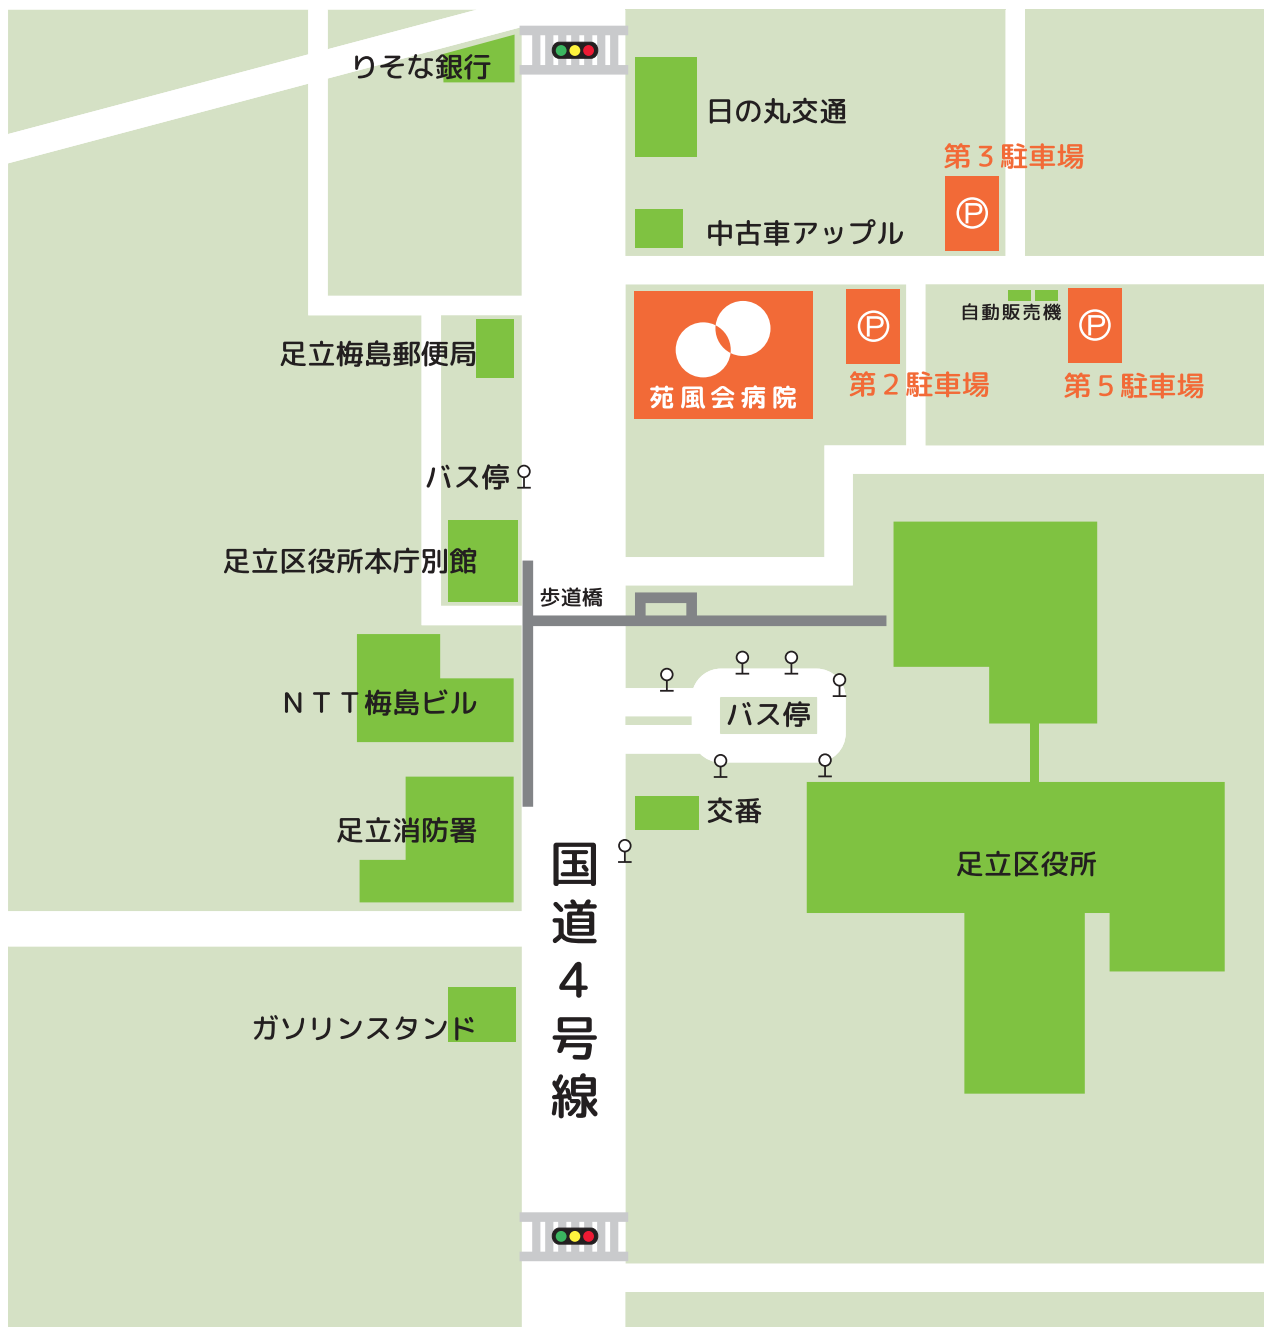 りそな銀行
日の丸交通
第３駐車場
Ⓟ
中古車アップル
自動販売機
Ⓟ
Ⓟ
足立梅島郵便局
苑風会病院
第２駐車場
第５駐車場
バス停
足立区役所本庁別館
歩道橋
ＮＴＴ梅島ビル
バス停
交番
足立消防署
足立区役所
国道４号線
ガソリンスタンド